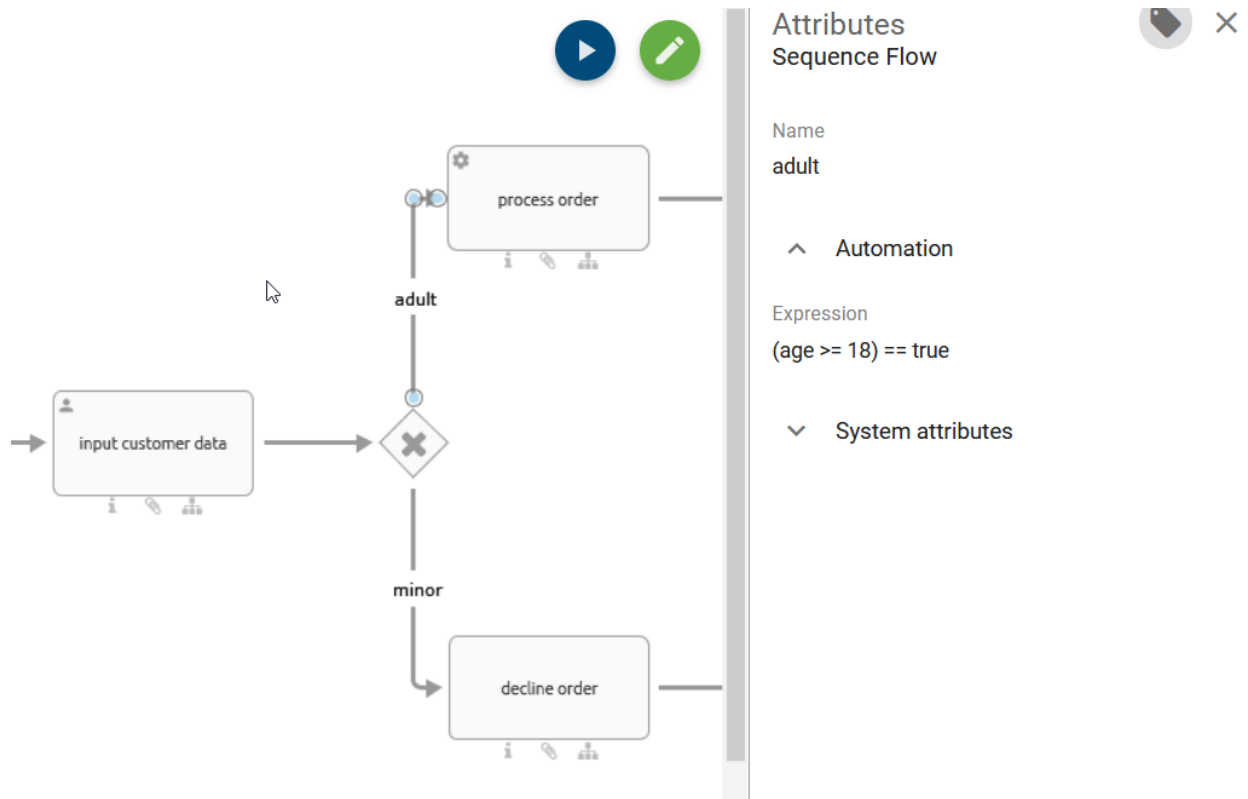 process order
adult
input customer data
minor
decline order
Attributes
Sequence Flow
Name
adult
Automation
Expression
(age >= 18) == true
System attributes